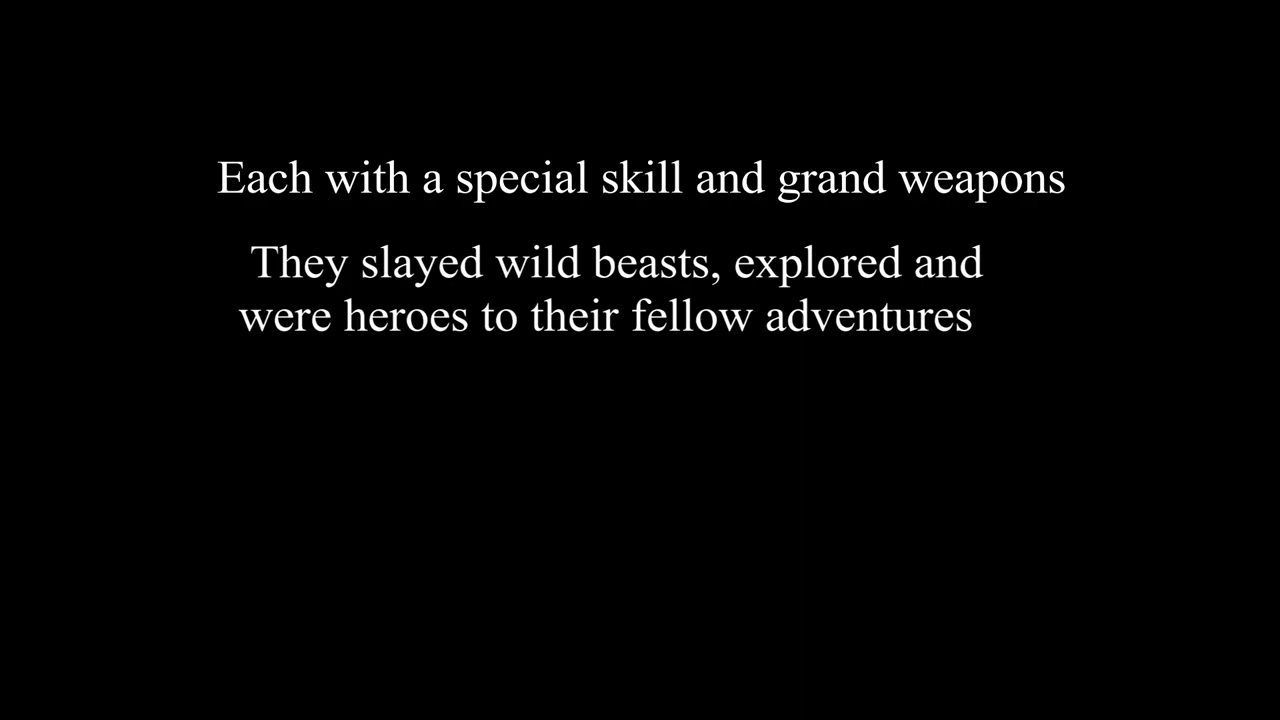 Each with a special skill and grand weapons
They slayed wild beasts, explored and
were heroes to their fellow adventures